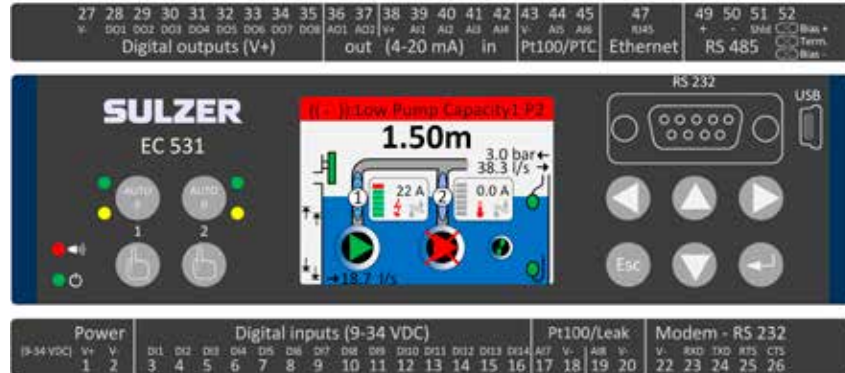 27 28 29 30 31 32 33 34 35 36 37 38 39 40 41 42 43 44 45 47 49 50 51 52
V- DO1 DO2 DO3 DO4 DO5 DO6 DO7 DO8 AO1 AO2 V+ AI1 AI2 AI3 AI4 V- AI5 AI6 RJ45 + - Shld Bias +
Term.
Bias -
Digital outputs (V+) out (4-20 mA) in Pt100/PTC Ethernet RS 485
RS 232
USB
SULZER
EC 531
((-)):Low Pump Capacity1 P2
1.50m
3.0 bar
38.3 l/s
AUTO AUTO
0 0
1 22 A 2 0.0 A
1 2
18.7 l/s
Esc
Power Digital inputs (9-34 VDC) Pt100/Leak Modem - RS 232
(9-34 VDC) V+ V- DI1 DI2 DI3 DI4 DI5 DI6 DI7 DI8 DI9 DI10 DI11 DI12 DI13 DI14 AI7 V- AI8 V- V- RXD TXD RTS CTS
1 2 3 4 5 6 7 8 9 10 11 12 13 14 15 16 17 18 19 20 22 23 24 25 26